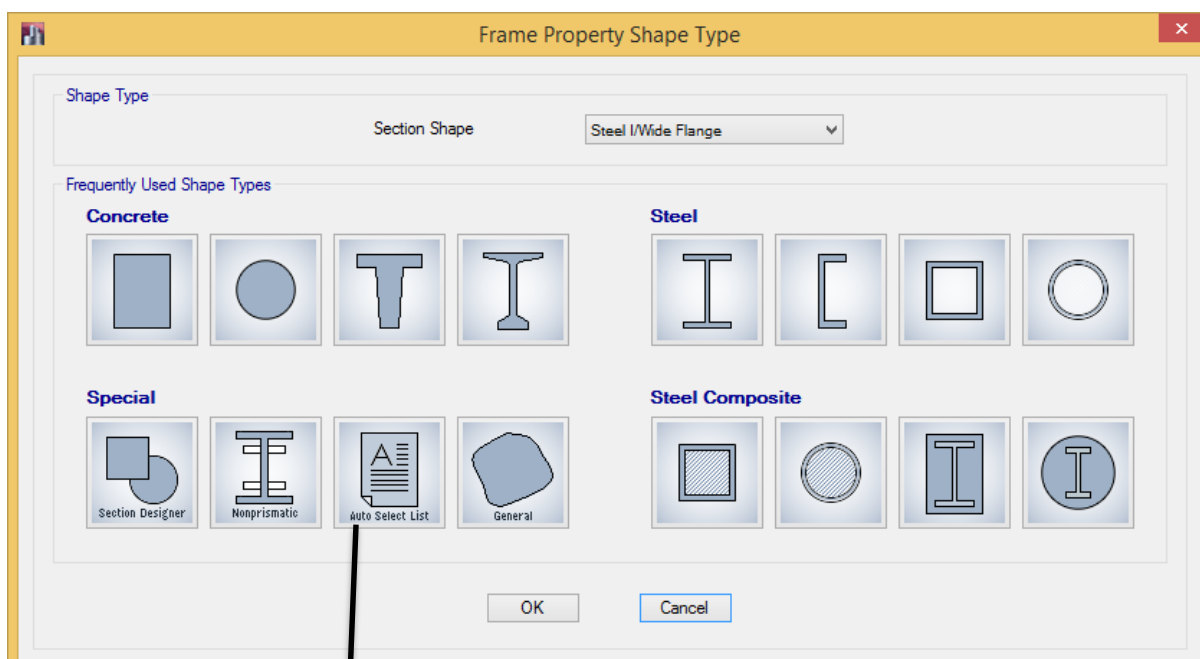 Frame Property Shape Type
Shape Type
Section Shape
Steel I/Wide Flange
Frequently Used Shape Types
Concrete
Steel
Special
Steel Composite
Section Designer
Nonprismatic
A
Auto Select List
General
I
OK
Cancel